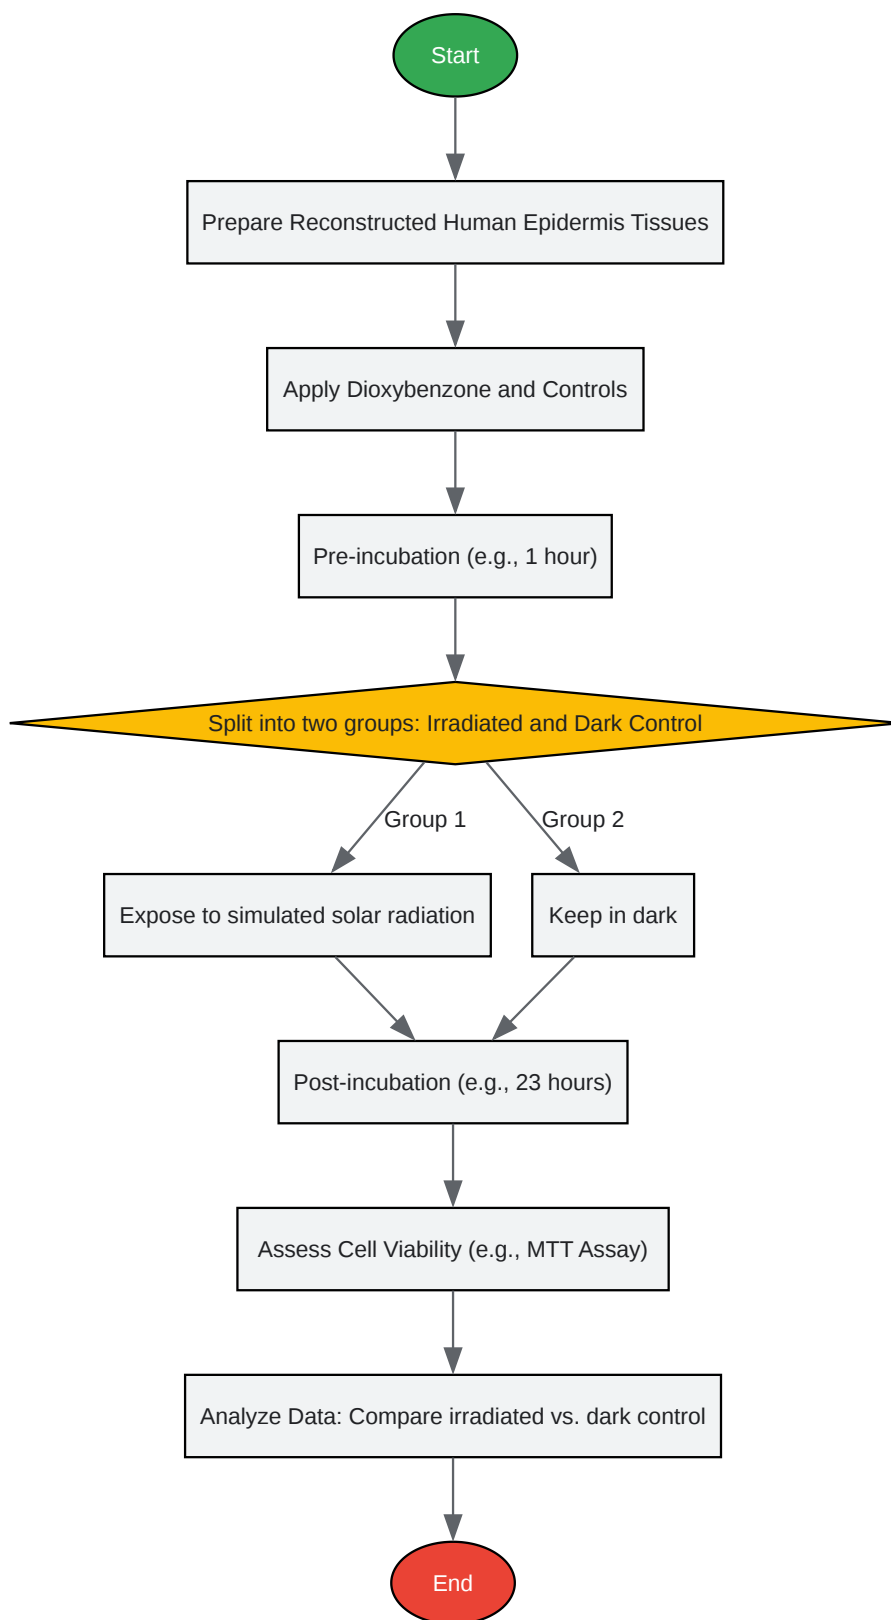 Start
Prepare Reconstructed Human Epidermis Tissues
Apply Dioxybenzone and Controls
Pre-incubation (e.g., 1 hour)
Split into two groups: Irradiated and Dark Control
Group 1
Group 2
Expose to simulated solar radiation
Keep in dark
Post-incubation (e.g., 23 hours)
Assess Cell Viability (e.g., MTT Assay)
Analyze Data: Compare irradiated vs. dark control
End